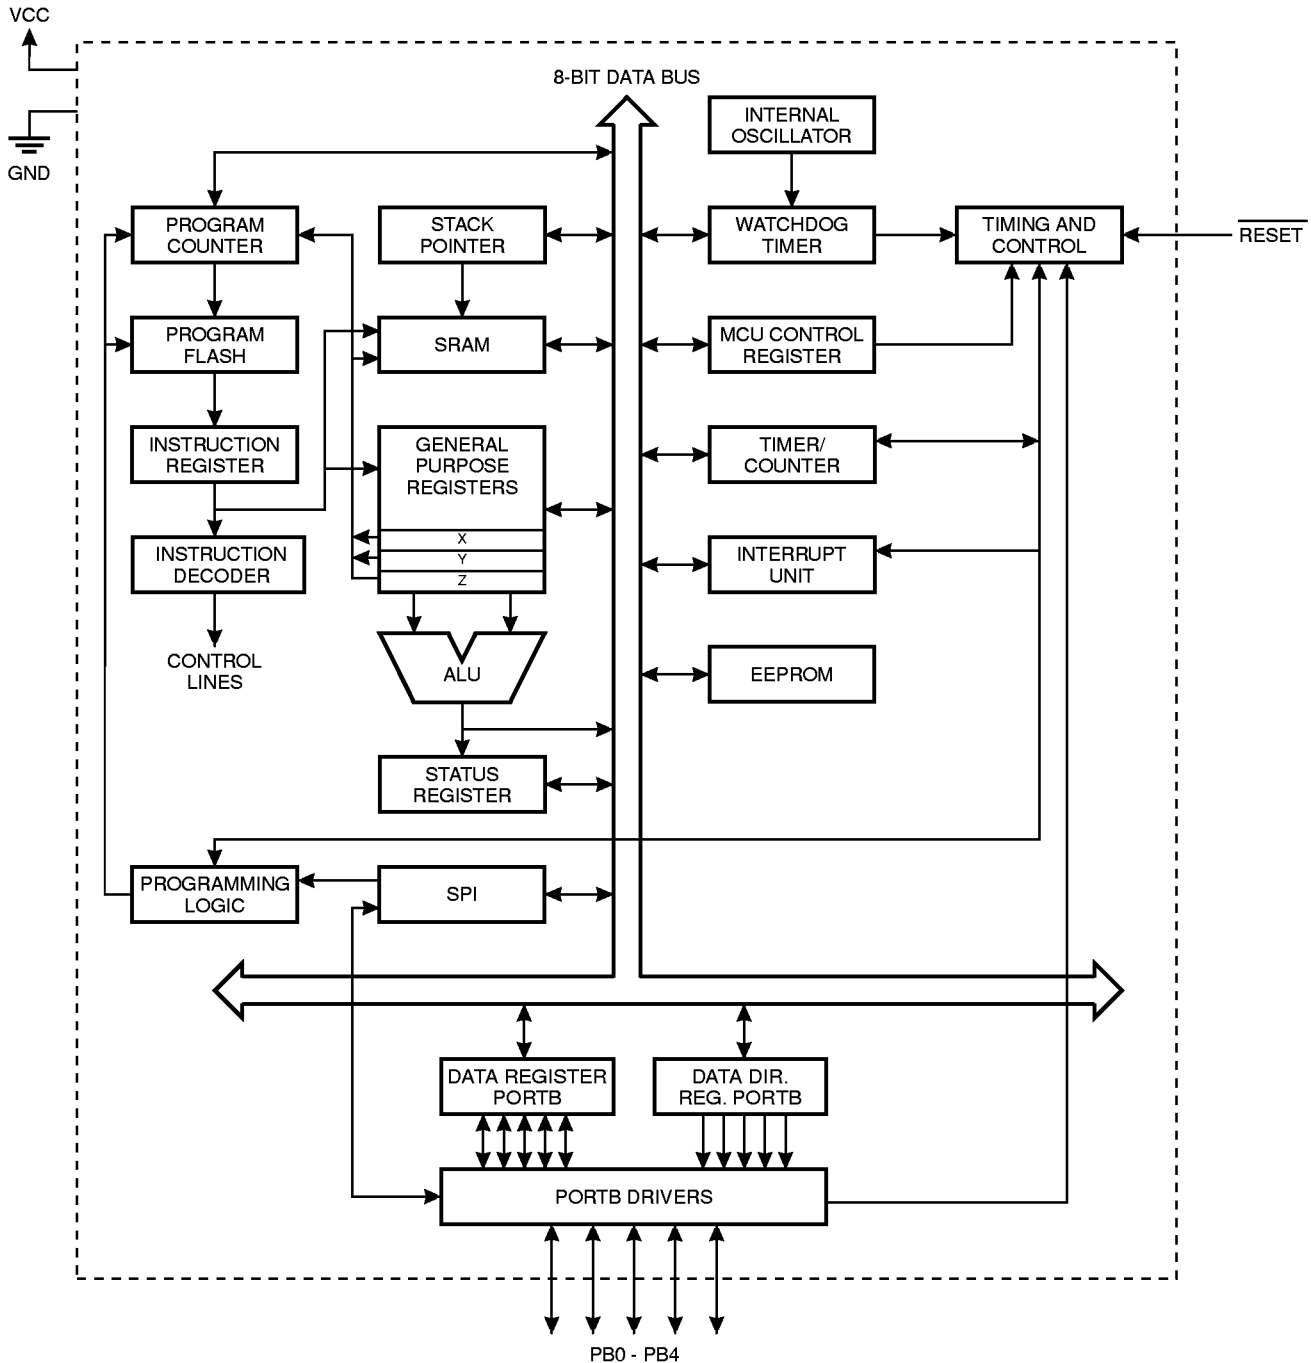 VCC
GND
8-BIT DATA BUS
INTERNAL
OSCILLATOR
PROGRAM
COUNTER
STACK
POINTER
WATCHDOG
TIMER
TIMING AND
CONTROL
RESET
PROGRAM
FLASH
SRAM
MCU CONTROL
REGISTER
INSTRUCTION
REGISTER
GENERAL
PURPOSE
REGISTERS
X
Y
Z
TIMER/
COUNTER
INSTRUCTION
DECODER
INTERRUPT
UNIT
CONTROL
LINES
ALU
EEPROM
STATUS
REGISTER
PROGRAMMING
LOGIC
SPI
DATA REGISTER
PORTB
DATA DIR.
REG. PORTB
PORTB DRIVERS
PB0 - PB4